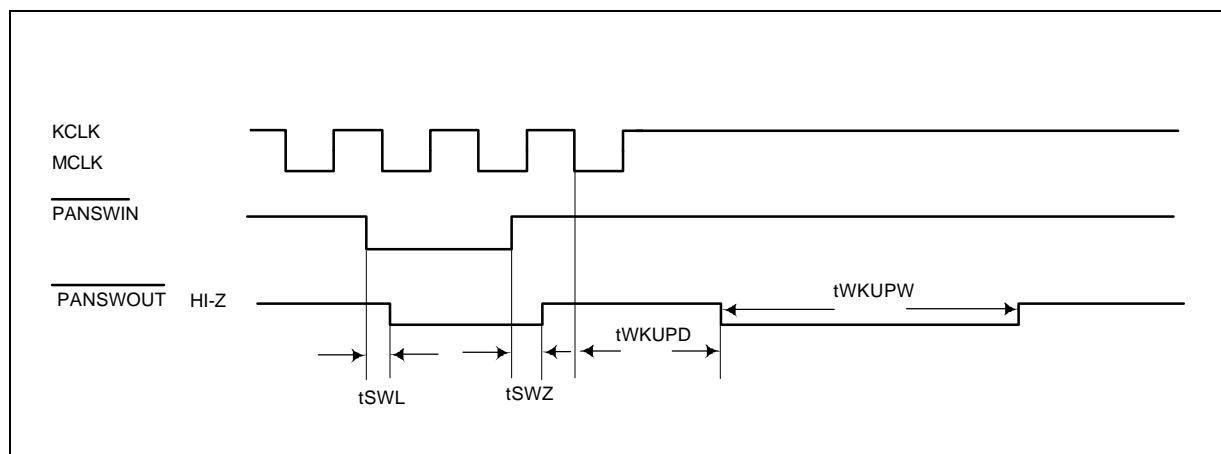 KCLK
MCLK
PANSWIN
PANSWOUT HI-Z
tWKUPW
tWKUPD
tSWL
tSWZ